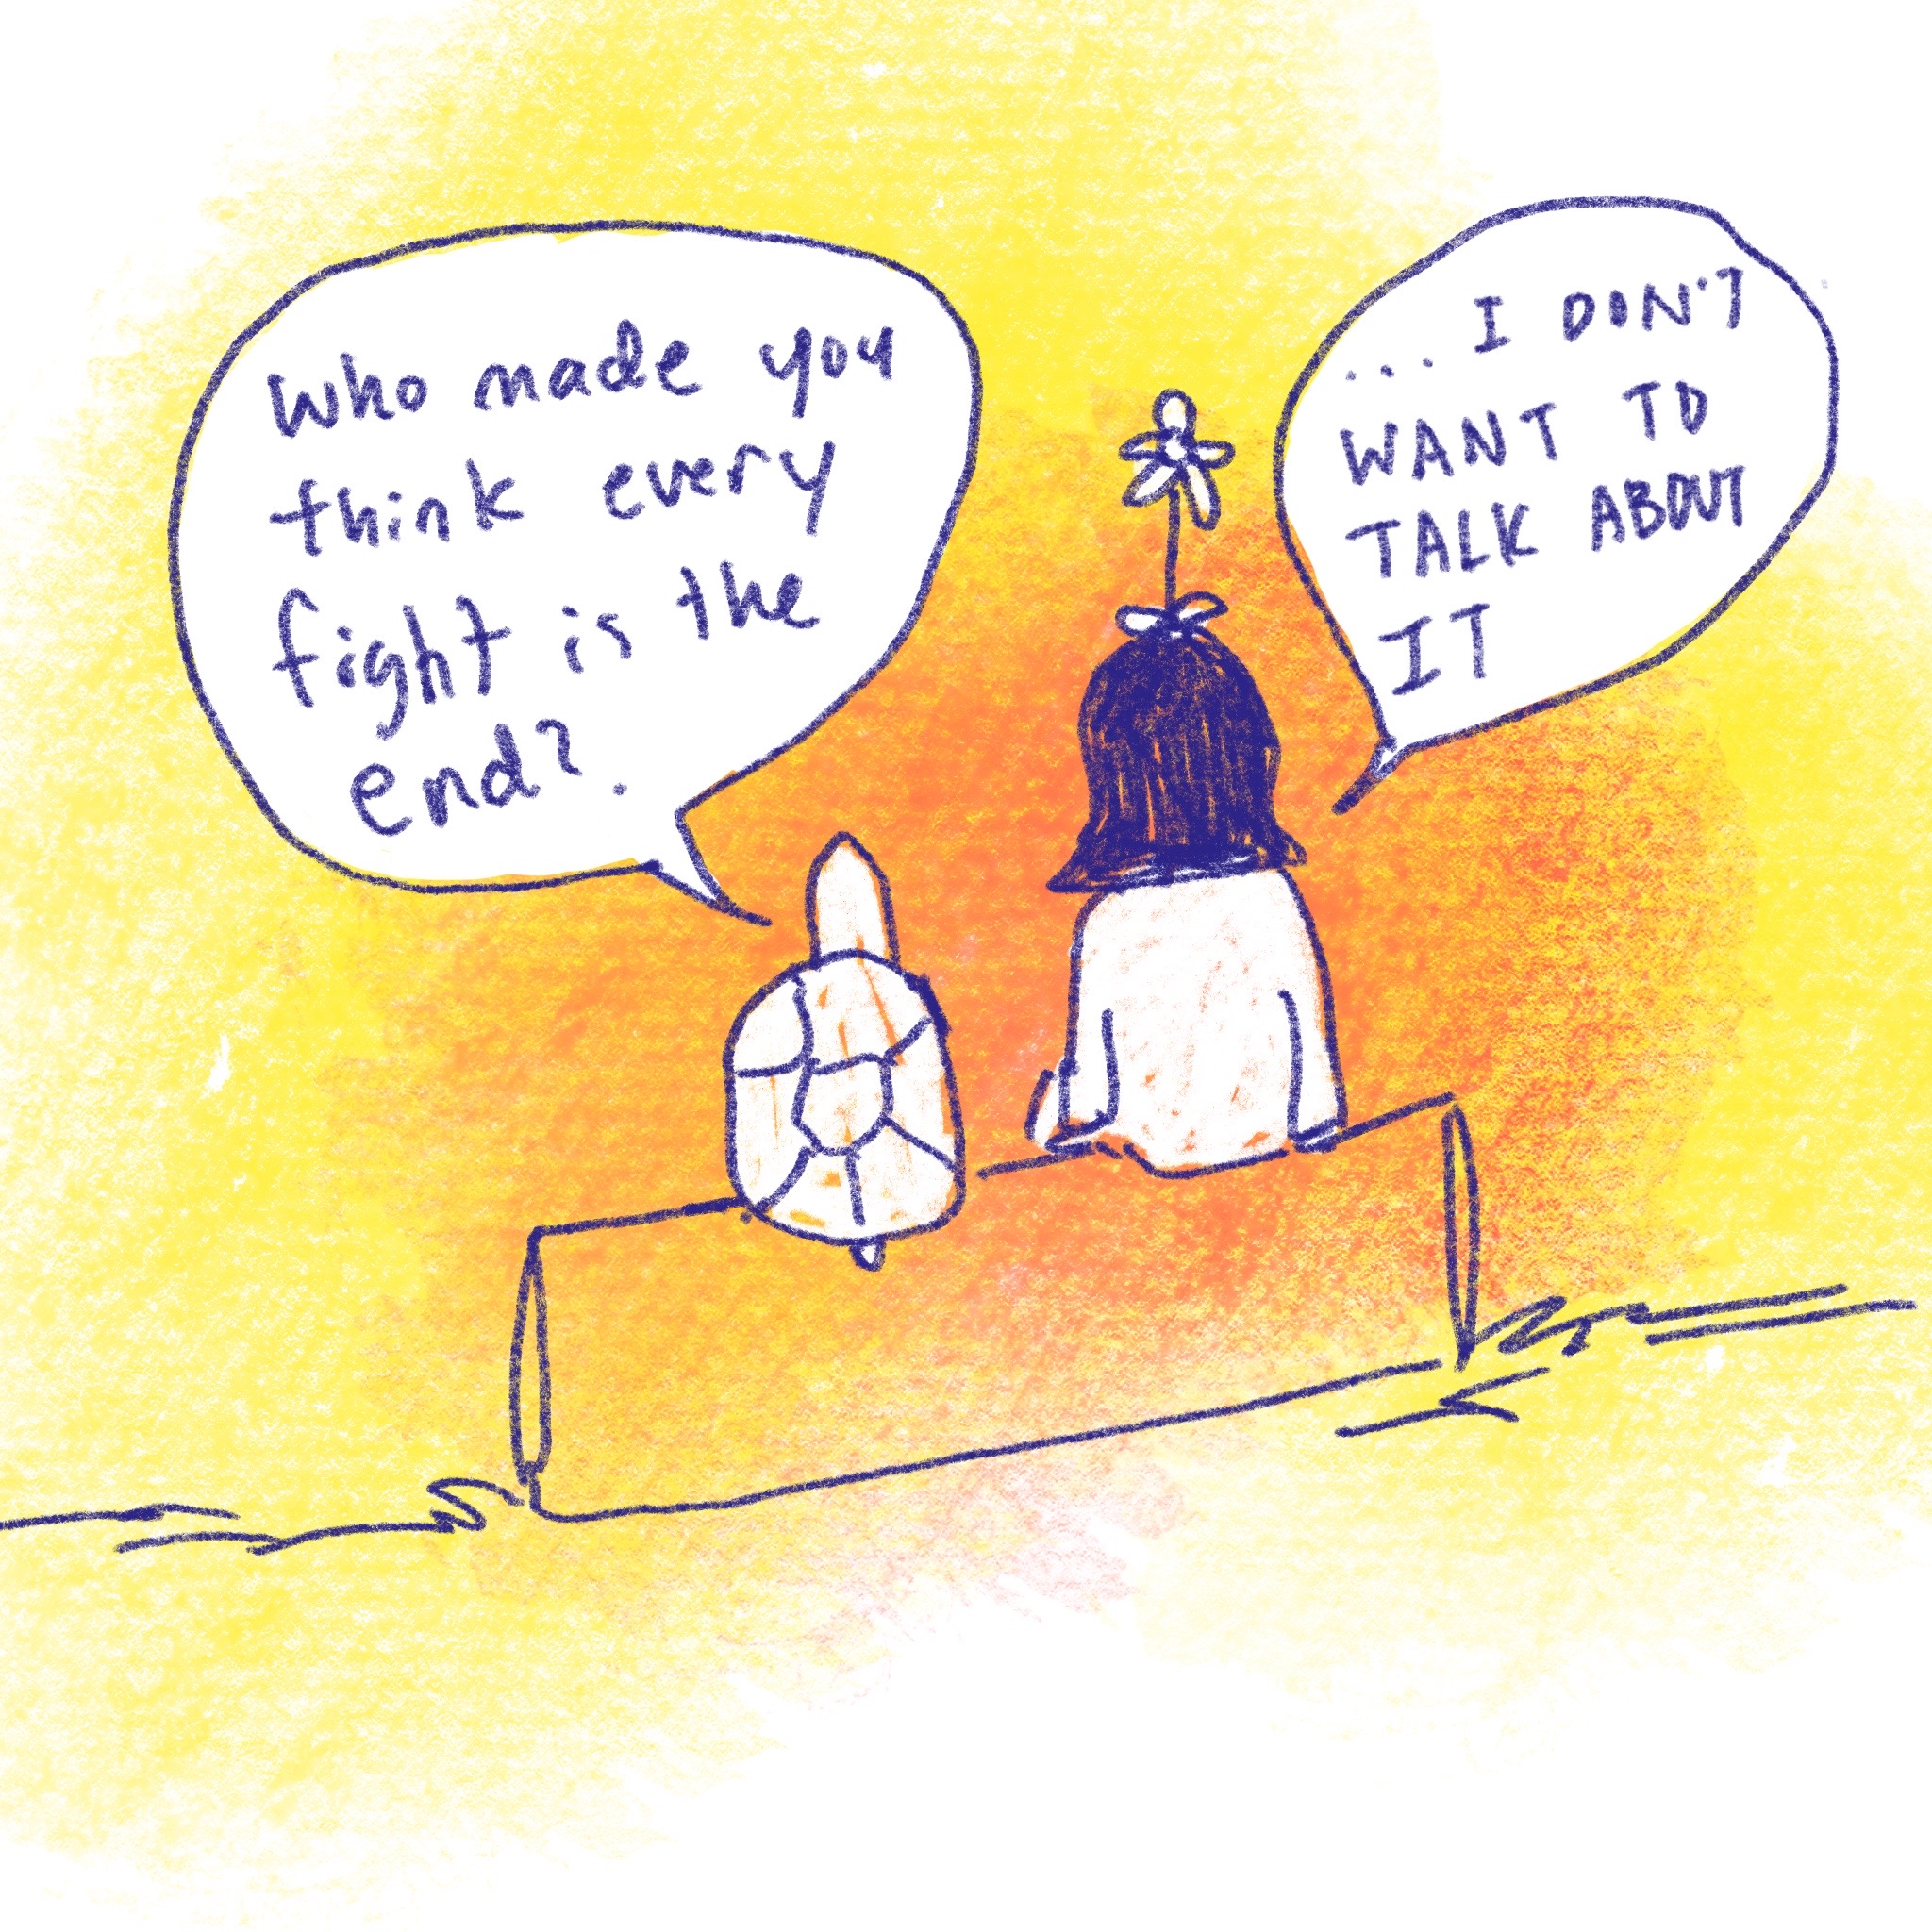 Who made you
think every
fight is the
end?
... I DON'T
WANT TO
TALK ABOUT
IT